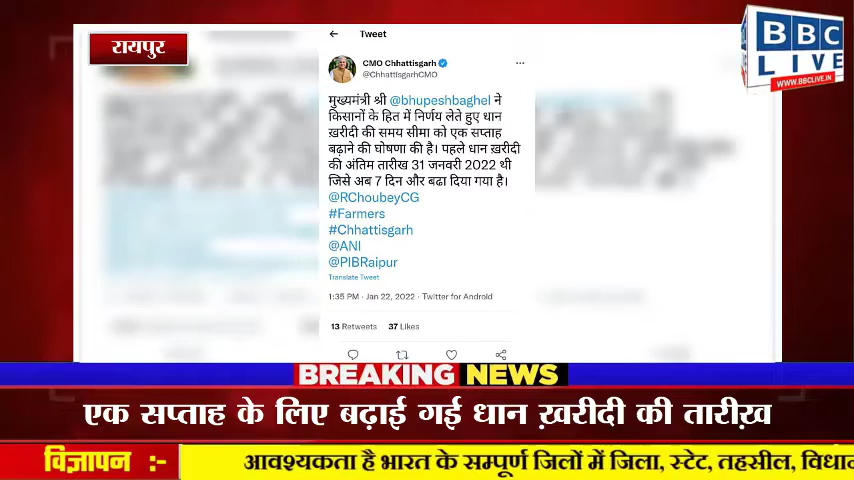 रायपुर
BBC
LIVE
WWW.BBCLIVE.IN
Tweet
CMO Chhattisgarh
@ChhattisgarhCMO
मुख्यमंत्री श्री @bhupeshbaghel ने
किसानों के हित में निर्णय लेते हुए धान
ख़रीदी की समय सीमा को एक सप्ताह
बढ़ाने की घोषणा की है। पहले धान ख़रीदी
की अंतिम तारीख 31 जनवरी 2022 थी
जिसे अब 7 दिन और बढा दिया गया है।
@RChoubeyCG
#Farmers
#Chhattisgarh
@ANI
@PIBRaipur
Translate Tweet
1:35 PM · Jan 22, 2022 · Twitter for Android
13 Retweets 37 Likes
BREAKING NEWS
एक सप्ताह के लिए बढ़ाई गई धान ख़रीदी की तारीख़
विज्ञापन :-
आवश्यकता है भारत के सम्पूर्ण जिलों में जिला, स्टेट, तहसील, विधान